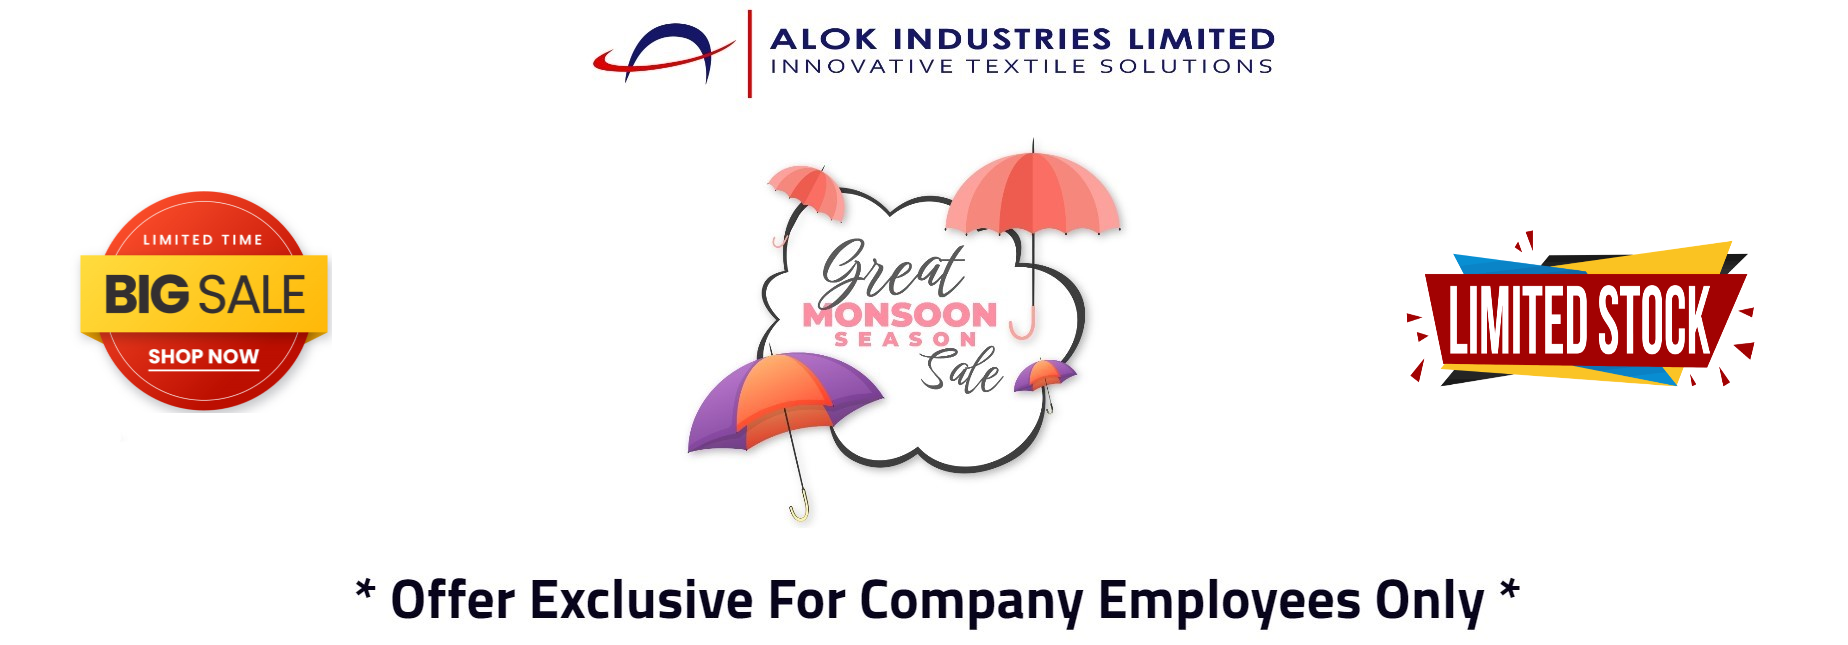 ALOK INDUSTRIES LIMITED
INNOVATIVE TEXTILE SOLUTIONS
LIMITED TIME
BIG SALE
SHOP NOW
Great
MONSOON
SEASON
Sale
LIMITED STOCK
* Offer Exclusive For Company Employees Only *